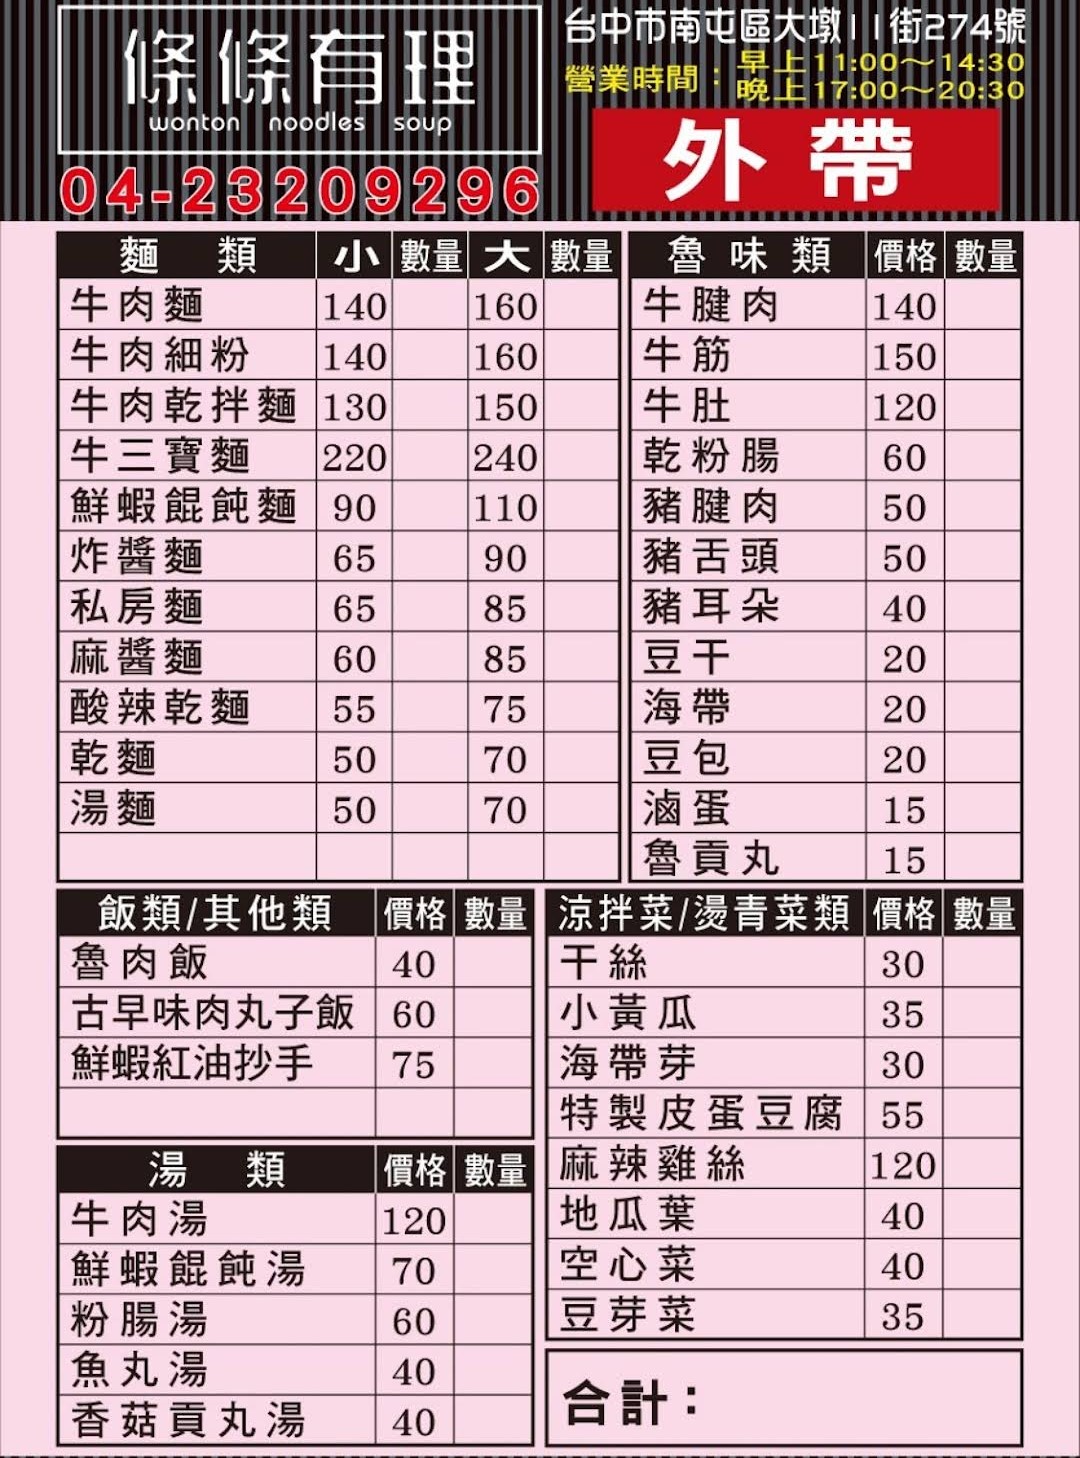 條條有理
wonton noodles soup
04-23209296
台中市南屯區大墩11街274號
營業時間：早上11:00～14:30
晚上17:00～20:30
外帶
麵類 小 數量 大 數量
牛肉麵 140 160
牛肉細粉 140 160
牛肉乾拌麵 130 150
牛三寶麵 220 240
鮮蝦餛飩麵 90 110
炸醬麵 65 90
私房麵 65 85
麻醬麵 60 85
酸辣乾麵 55 75
乾麵 50 70
湯麵 50 70
魯味類 價格 數量
牛腱肉 140
牛筋 150
牛肚 120
乾粉腸 60
豬腱肉 50
豬舌頭 50
豬耳朵 40
豆干 20
海帶 20
豆包 20
滷蛋 15
魯貢丸 15
飯類/其他類 價格 數量
魯肉飯 40
古早味肉丸子飯 60
鮮蝦紅油抄手 75
湯類 價格 數量
牛肉湯 120
鮮蝦餛飩湯 70
粉腸湯 60
魚丸湯 40
香菇貢丸湯 40
涼拌菜/燙青菜類 價格 數量
干絲 30
小黃瓜 35
海帶芽 30
特製皮蛋豆腐 55
麻辣雞絲 120
地瓜葉 40
空心菜 40
豆芽菜 35
合計：